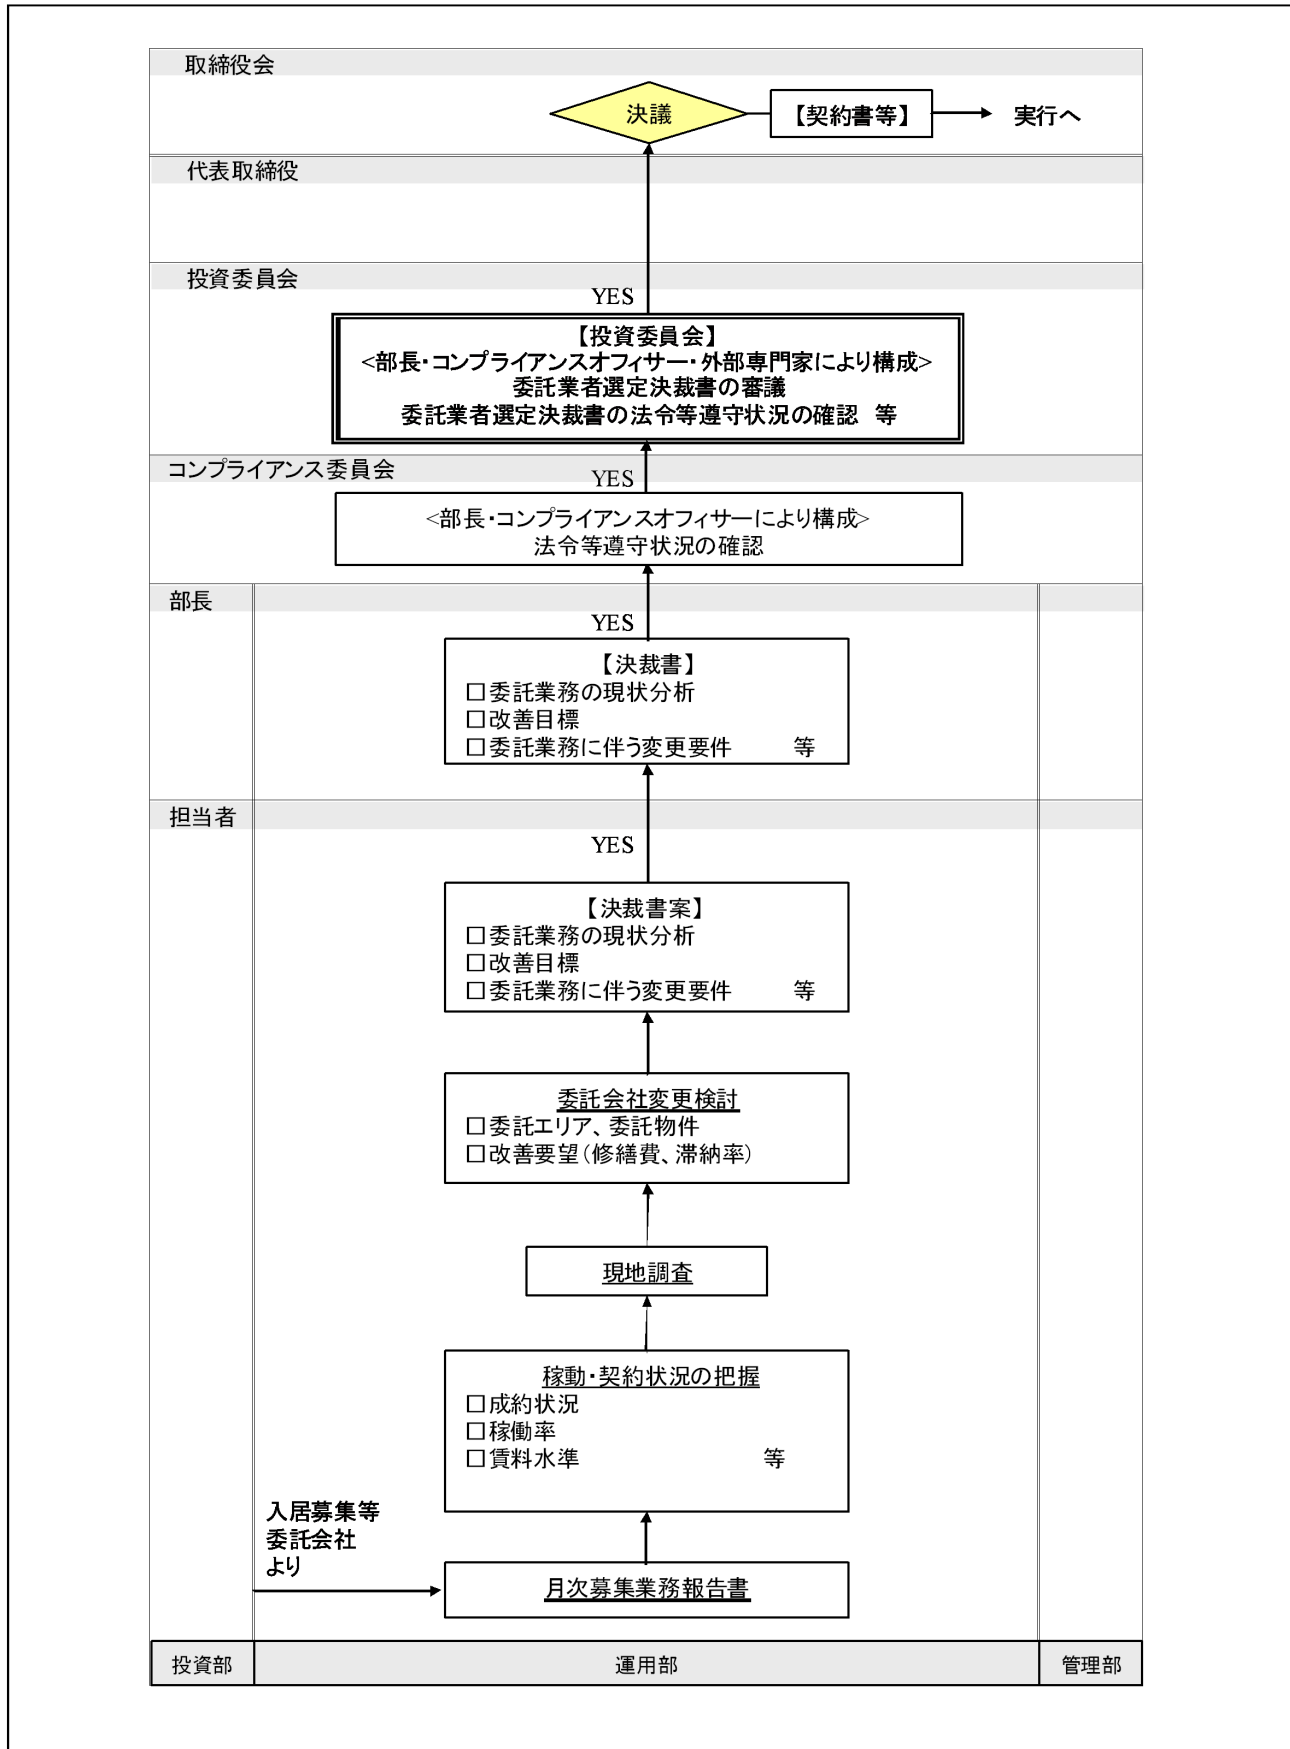 取締役会
決議
【契約書等】
実行へ
代表取締役
投資委員会
YES
【投資委員会】
<部長・コンプライアンスオフィサー・外部専門家により構成>
委託業者選定決裁書の審議
委託業者選定決裁書の法令等遵守状況の確認 等
コンプライアンス委員会
YES
<部長・コンプライアンスオフィサーにより構成>
法令等遵守状況の確認
部長
YES
【決裁書】
□委託業務の現状分析
□改善目標
□委託業務に伴う変更要件 等
担当者
YES
【決裁書案】
□委託業務の現状分析
□改善目標
□委託業務に伴う変更要件 等
委託会社変更検討
□委託エリア、委託物件
□改善要望(修繕費、滞納率)
現地調査
稼動・契約状況の把握
□成約状況
□稼働率
□賃料水準 等
入居募集等
委託会社
より
月次募集業務報告書
投資部 運用部 管理部